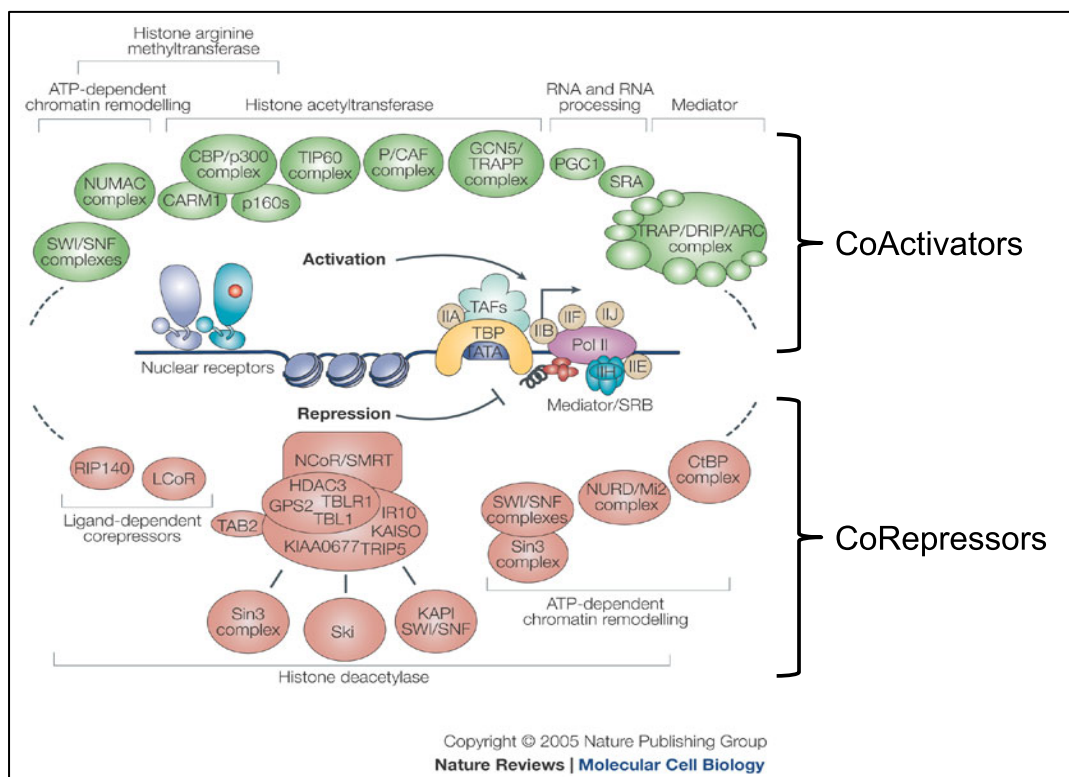 Histone arginine
methyltransferase
ATP-dependent
chromatin remodelling
Histone acetyltransferase
RNA and RNA
processing
Mediator
CBP/p300
complex
TIP60
complex
P/CAF
complex
GCN5/
TRAPP
complex
PGC1
SRA
NUMAC
complex
CARM1
p160s
SWI/SNF
complexes
TRAP/DRIP/ARC
complex
CoActivators
Activation
IIA
TAFs
TBP
TATA
IIB
IIF
IIJ
Pol II
IIH
IIE
Nuclear receptors
Mediator/SRB
Repression
RIP140
LCoR
Ligand-dependent
corepressors
NCoR/SMRT
HDAC3
GPS2
TBLR1
TBL1
IR10
KAISO
TAB2
KIAA0677
TRIP5
CtBP
complex
NURD/Mi2
complex
SWI/SNF
complexes
Sin3
complex
CoRepressors
ATP-dependent
chromatin remodelling
Sin3
complex
Ski
KAPI
SWI/SNF
Histone deacetylase
Copyright © 2005 Nature Publishing Group
Nature Reviews | Molecular Cell Biology